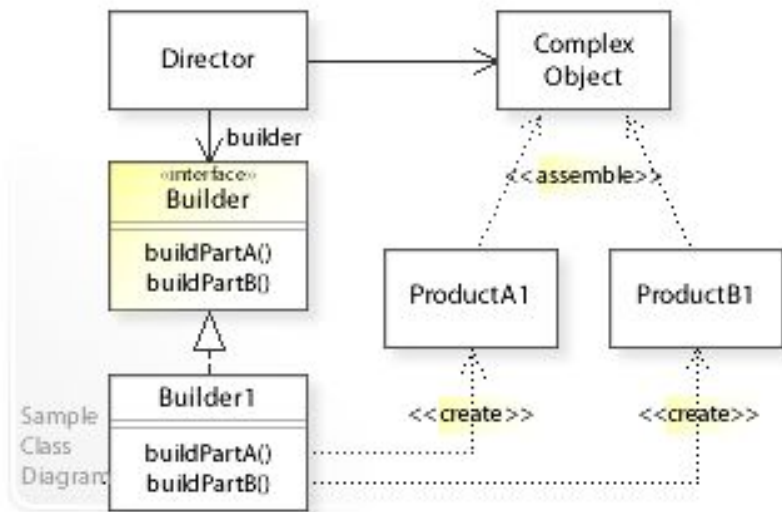 Director
Complex
Object
builder
«interface»
Builder
buildPartA()
buildPartB()
<<assemble>>
ProductA1
ProductB1
Builder1
buildPartA()
buildPartB()
<<create>>
<<create>>
Sample
Class
Diagram